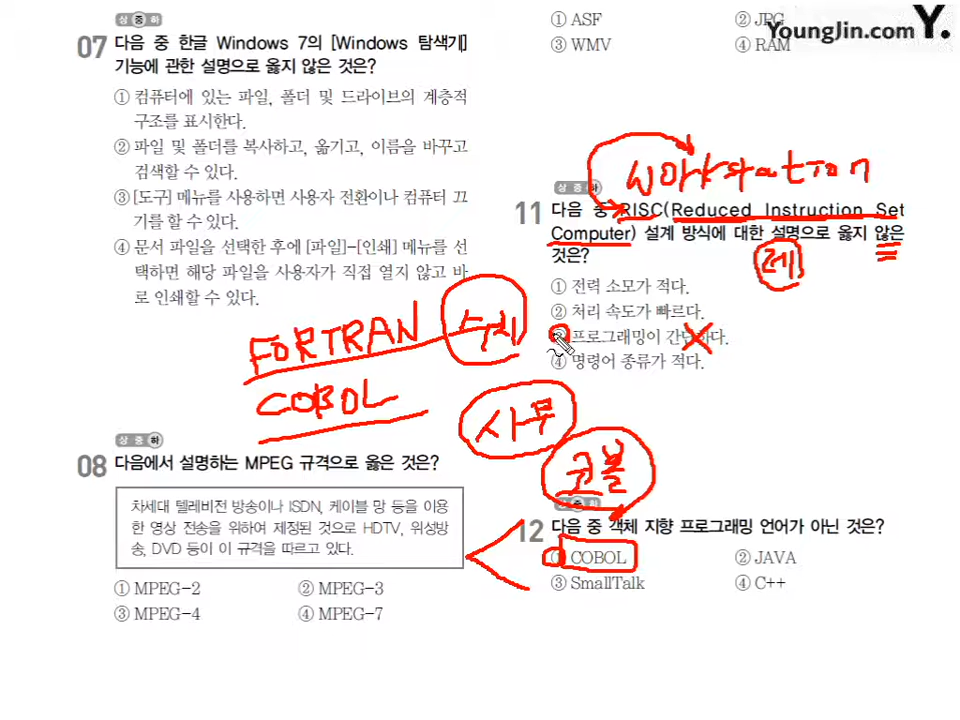 상 중 하
07 다음 중 한글 Windows 7의 [Windows 탐색기]
기능에 관한 설명으로 옳지 않은 것은?
① 컴퓨터에 있는 파일, 폴더 및 드라이브의 계층적
구조를 표시한다.
② 파일 및 폴더를 복사하고, 옮기고, 이름을 바꾸고
검색할 수 있다.
③ [도구] 메뉴를 사용하면 사용자 전환이나 컴퓨터 끄
기를 할 수 있다.
④ 문서 파일을 선택한 후에 [파일]-[인쇄] 메뉴를 선
택하면 해당 파일을 사용자가 직접 열지 않고 바
로 인쇄할 수 있다.
FORTRAN 수치
COBOL
사무
코볼
상 중 하
08 다음에서 설명하는 MPEG 규격으로 옳은 것은?
차세대 텔레비전 방송이나 ISDN, 케이블 망 등을 이용
한 영상 전송을 위하여 제정된 것으로 HDTV, 위성방
송, DVD 등이 이 규격을 따르고 있다.
① MPEG-2 ② MPEG-3
③ MPEG-4 ④ MPEG-7
① ASF ② JPG
③ WMV ④ RAM
YoungJin.com Y.
workstation
상 중 하
11 다음 중 RISC(Reduced Instruction Set
Computer) 설계 방식에 대한 설명으로 옳지 않은
것은?
레
① 전력 소모가 적다.
② 처리 속도가 빠르다.
③ 프로그래밍이 간단하다.
④ 명령어 종류가 적다.
상 중 하
12 다음 중 객체 지향 프로그래밍 언어가 아닌 것은?
① COBOL ② JAVA
③ SmallTalk ④ C++